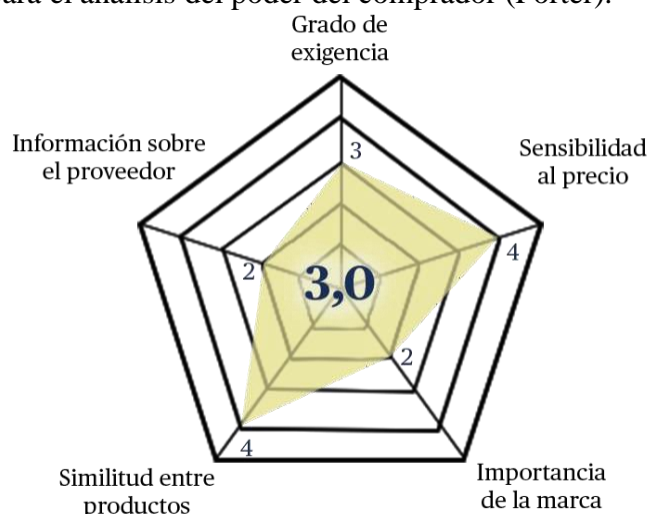 ara el análisis del poder del comprador (Porter).
Grado de
exigencia
Información sobre
el proveedor
Sensibilidad
al precio
3
4
2
3,0
2
4
Similitud entre
productos
Importancia
de la marca